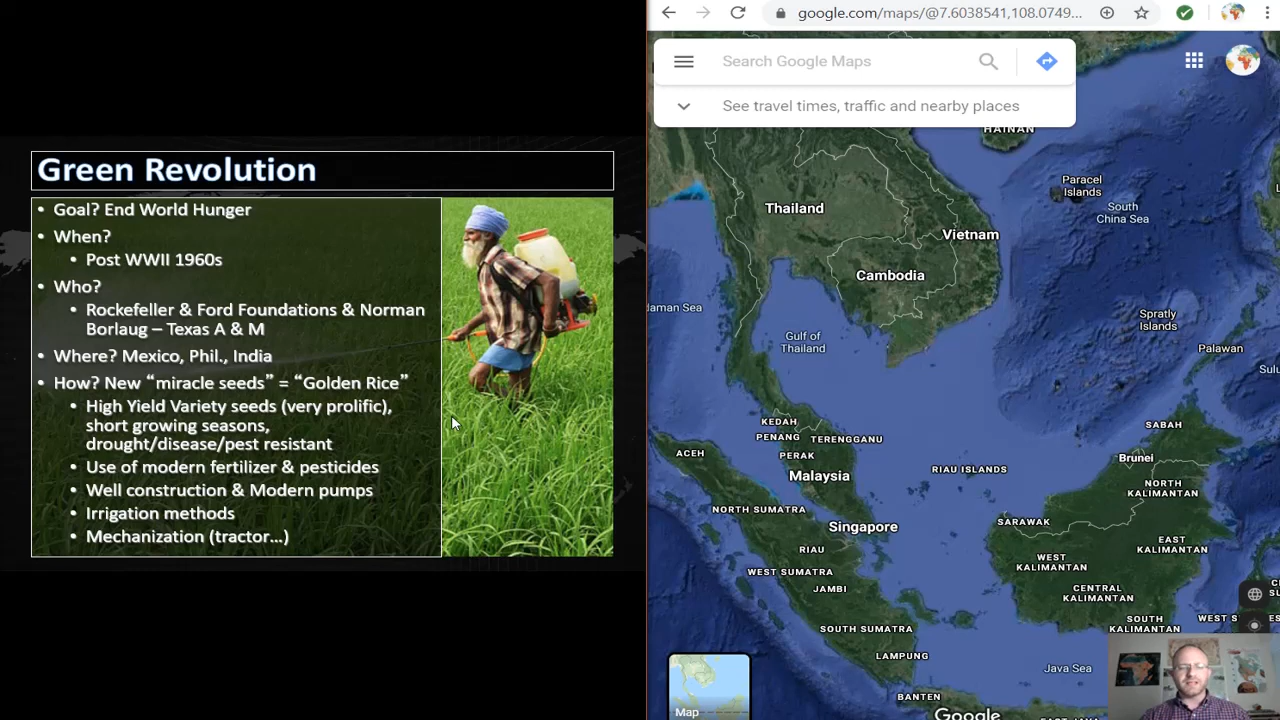 Green Revolution
• Goal? End World Hunger
• When?
• Post WWII 1960s
• Who?
• Rockefeller & Ford Foundations & Norman
Borlaug – Texas A & M
• Where? Mexico, Phil., India
• How? New “miracle seeds” = “Golden Rice”
• High Yield Variety seeds (very prolific),
short growing seasons,
drought/disease/pest resistant
• Use of modern fertilizer & pesticides
• Well construction & Modern pumps
• Irrigation methods
• Mechanization (tractor...)
google.com/maps/@7.6038541,108.0749...
Search Google Maps
See travel times, traffic and nearby places
HAINAN
Paracel
Islands
Thailand
South
China Sea
Vietnam
Cambodia
daman Sea
Spratly
Islands
Gulf of
Thailand
Palawan
Sulu
KEDAH
PENANG
TERENGGANU
SABAH
ACEH
PERAK
Brunei
RIAU ISLANDS
Malaysia
NORTH
KALIMANTAN
NORTH SUMATRA
SARAWAK
Singapore
EAST
KALIMANTAN
RIAU
WEST
KALIMANTAN
WEST SUMATRA
JAMBI
CENTRAL
KALIMANTAN
SOUTH
KALIMANTAN
WEST S
SOUTH SUMATRA
LAMPUNG
Java Sea
BANTEN
Map
Google